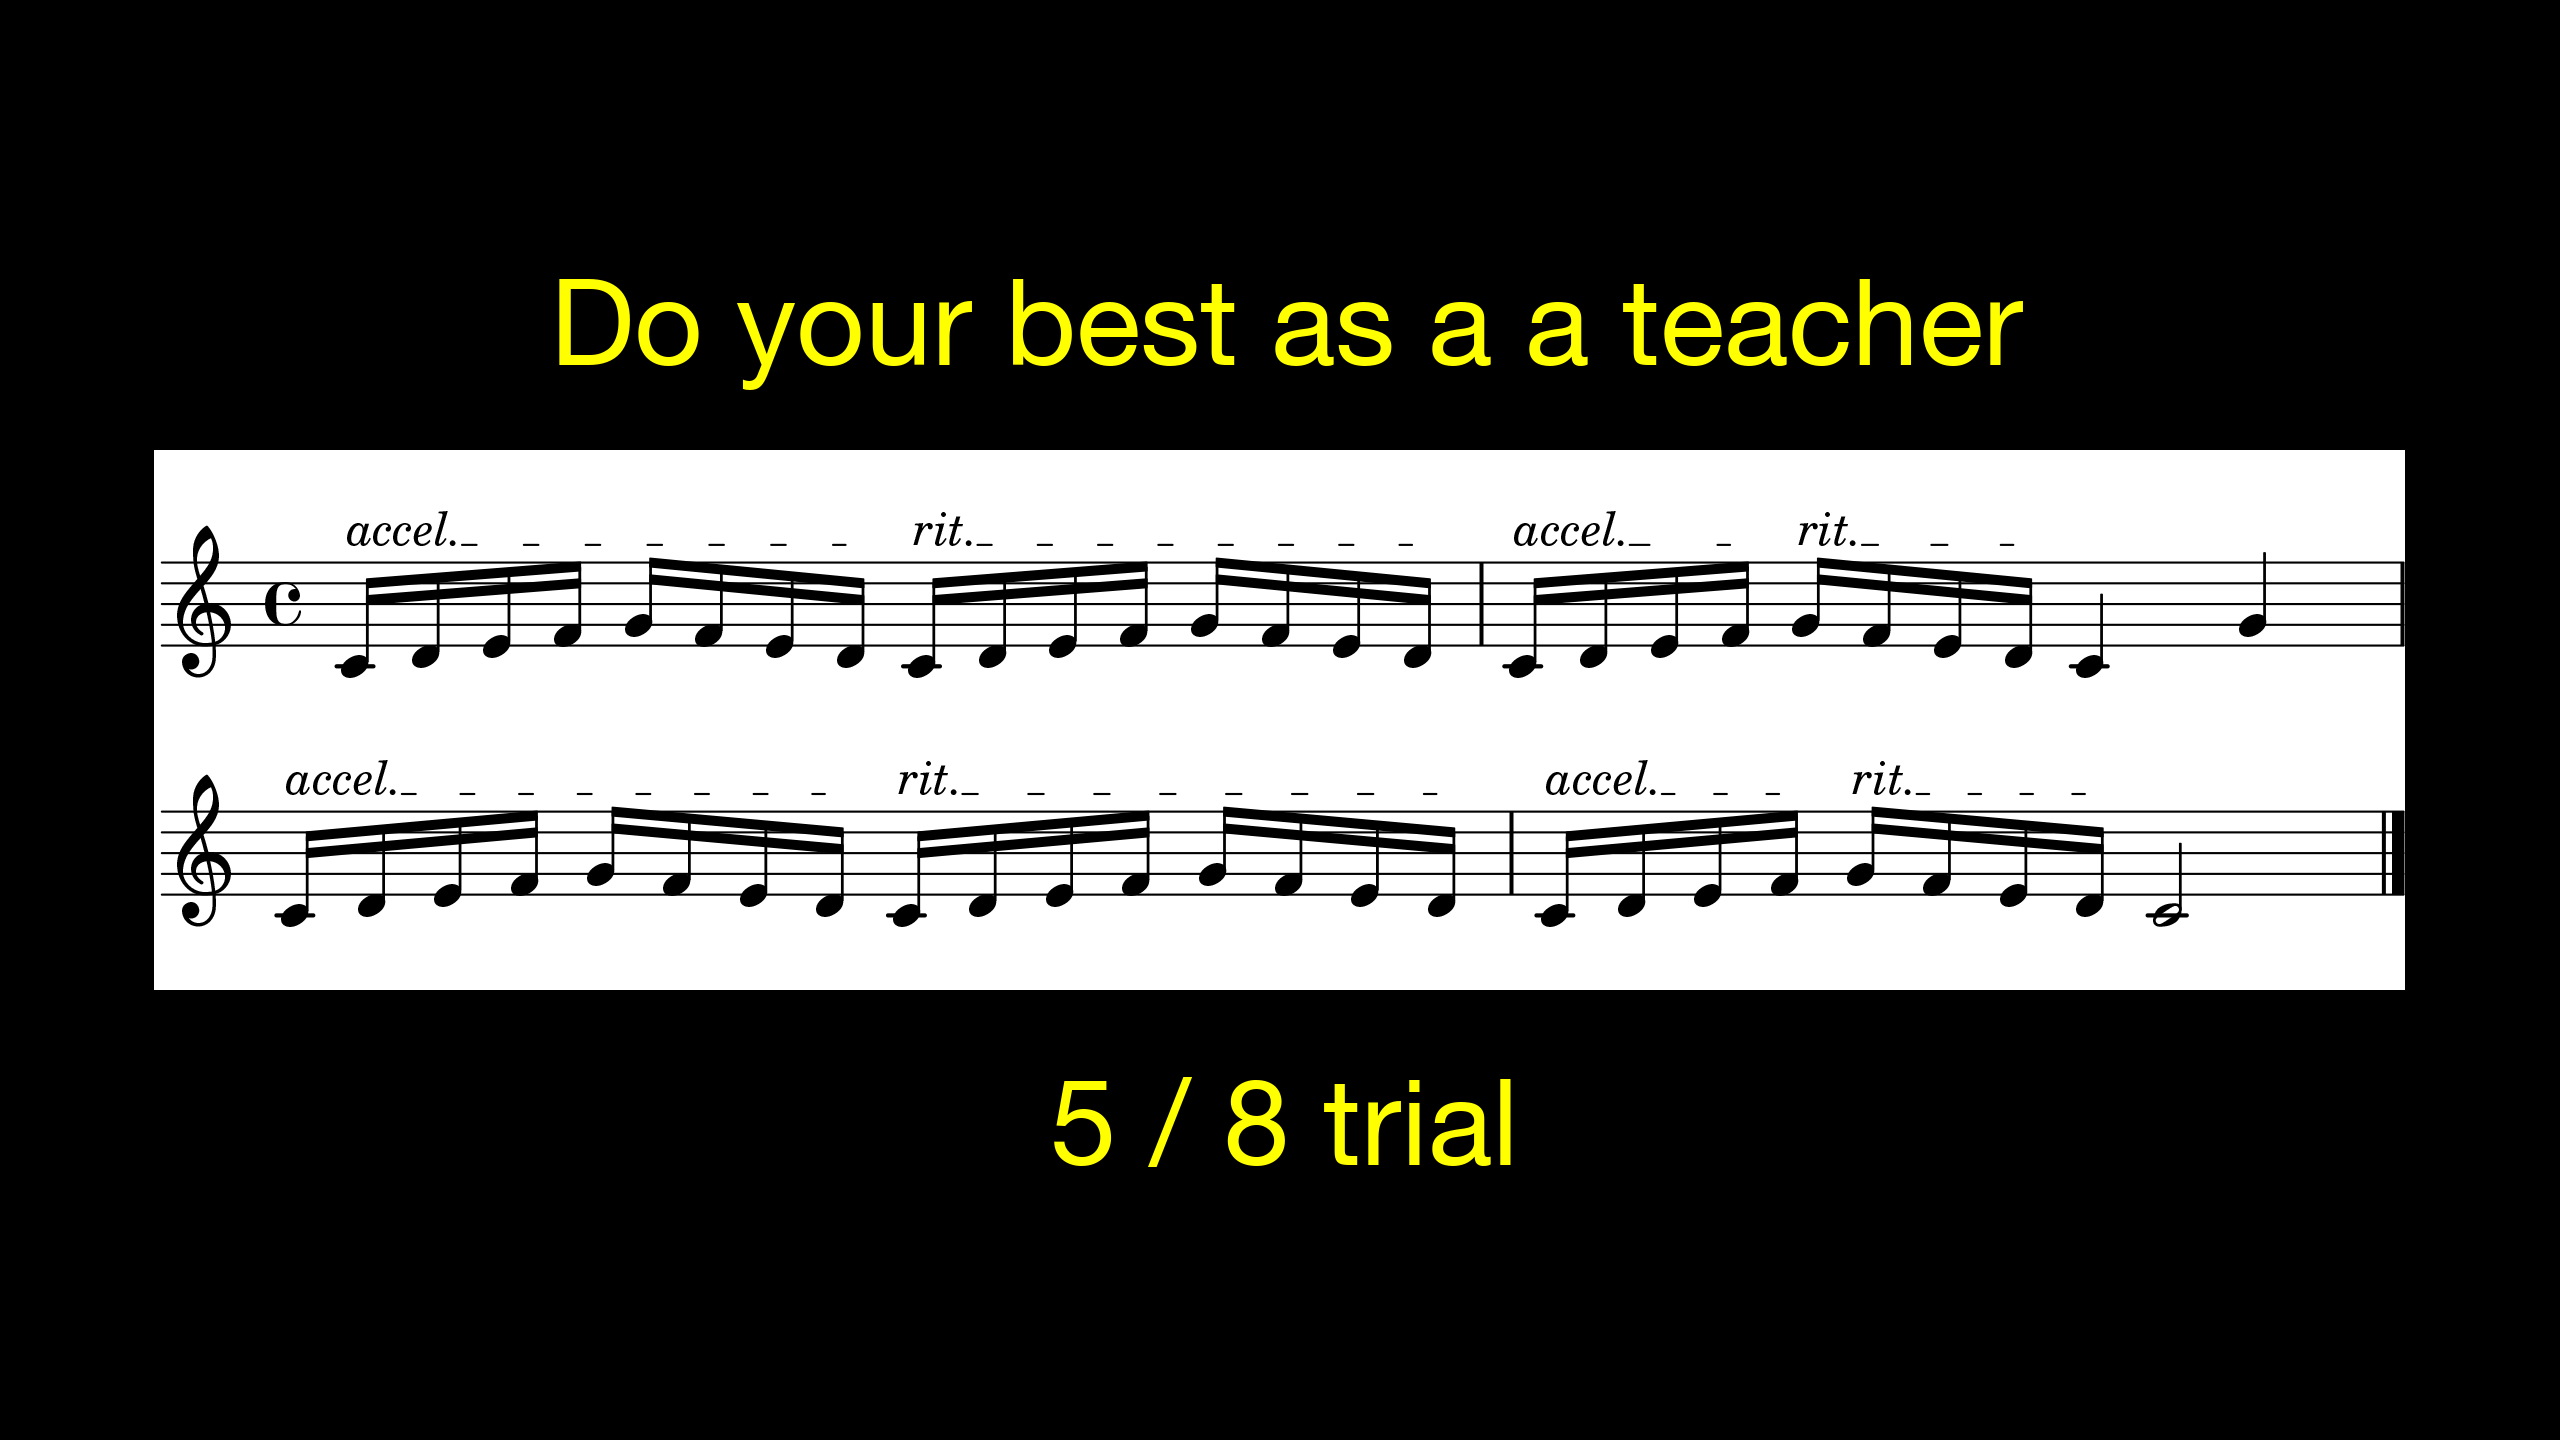 Do your best as a a teacher
accel. rit. accel. rit.
accel. rit. accel. rit.
5 / 8 trial